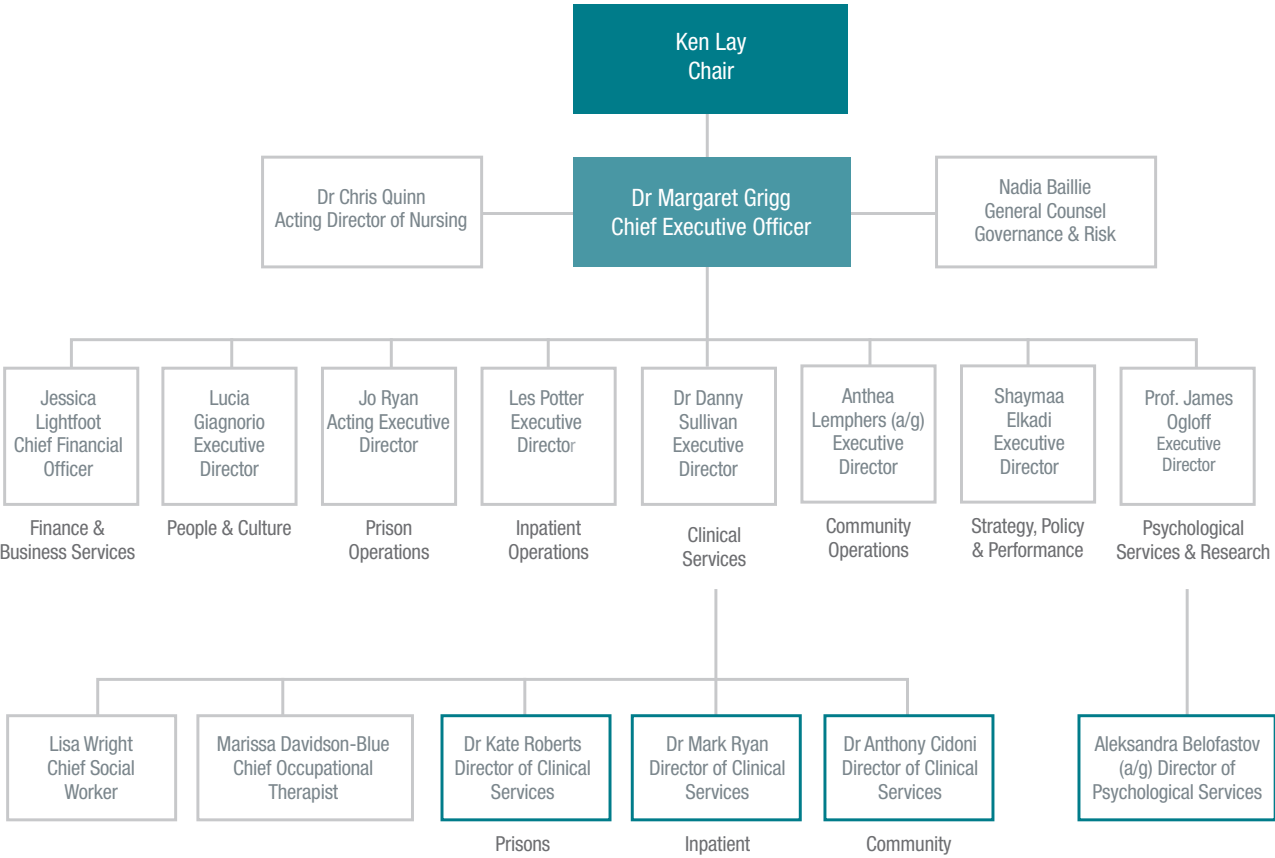 Ken Lay
Chair
Dr Chris Quinn
Acting Director of Nursing
Dr Margaret Grigg
Chief Executive Officer
Nadia Baillie
General Counsel
Governance & Risk
Jessica
Lightfoot
Chief Financial
Officer
Finance &
Business Services
Lucia
Giagnorio
Executive
Director
People & Culture
Jo Ryan
Acting Executive
Director
Prison
Operations
Les Potter
Executive
Director
Inpatient
Operations
Dr Danny
Sullivan
Executive
Director
Clinical
Services
Anthea
Lemphers (a/g)
Executive
Director
Community
Operations
Shaymaa
Elkadi
Executive
Director
Strategy, Policy
& Performance
Prof. James
Ogloff
Executive
Director
Psychological
Services & Research
Lisa Wright
Chief Social
Worker
Marissa Davidson-Blue
Chief Occupational
Therapist
Dr Kate Roberts
Director of Clinical
Services
Prisons
Dr Mark Ryan
Director of Clinical
Services
Inpatient
Dr Anthony Cidoni
Director of Clinical
Services
Community
Aleksandra Belofastov
(a/g) Director of
Psychological Services